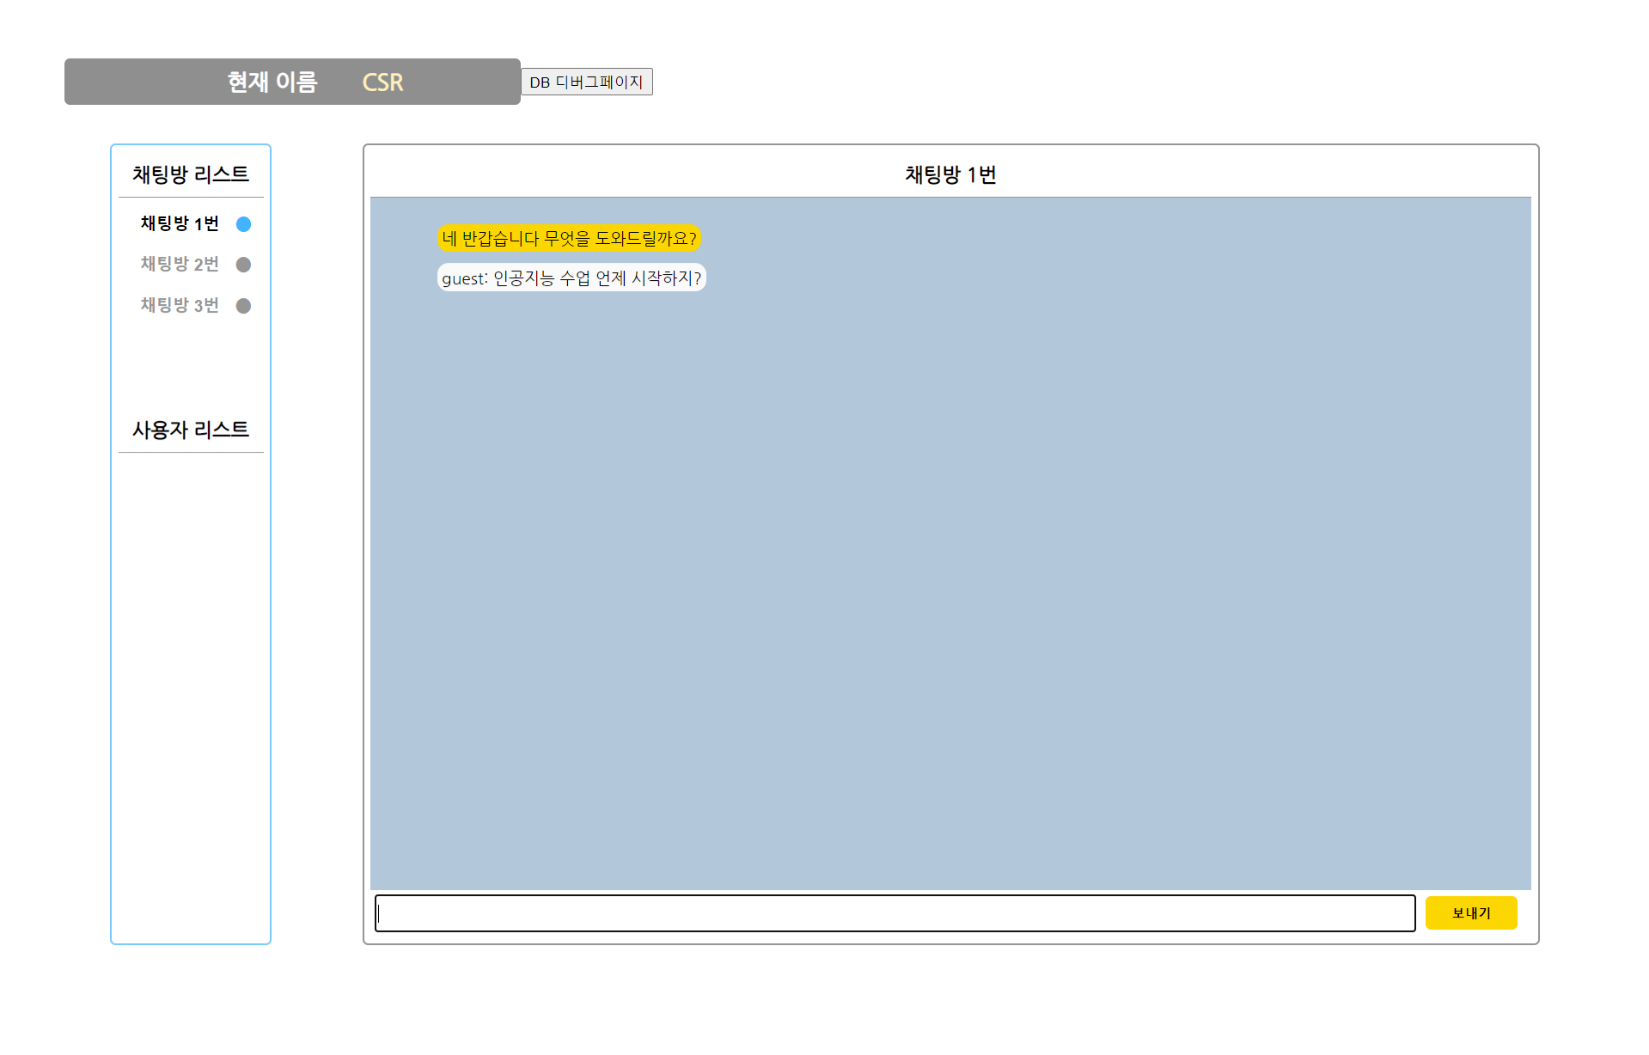 현재 이름 CSR DB 디버그페이지
채팅방 리스트
채팅방 1번
채팅방 2번
채팅방 3번
사용자 리스트
채팅방 1번
네 반갑습니다 무엇을 도와드릴까요?
guest: 인공지능 수업 언제 시작하지?
보내기